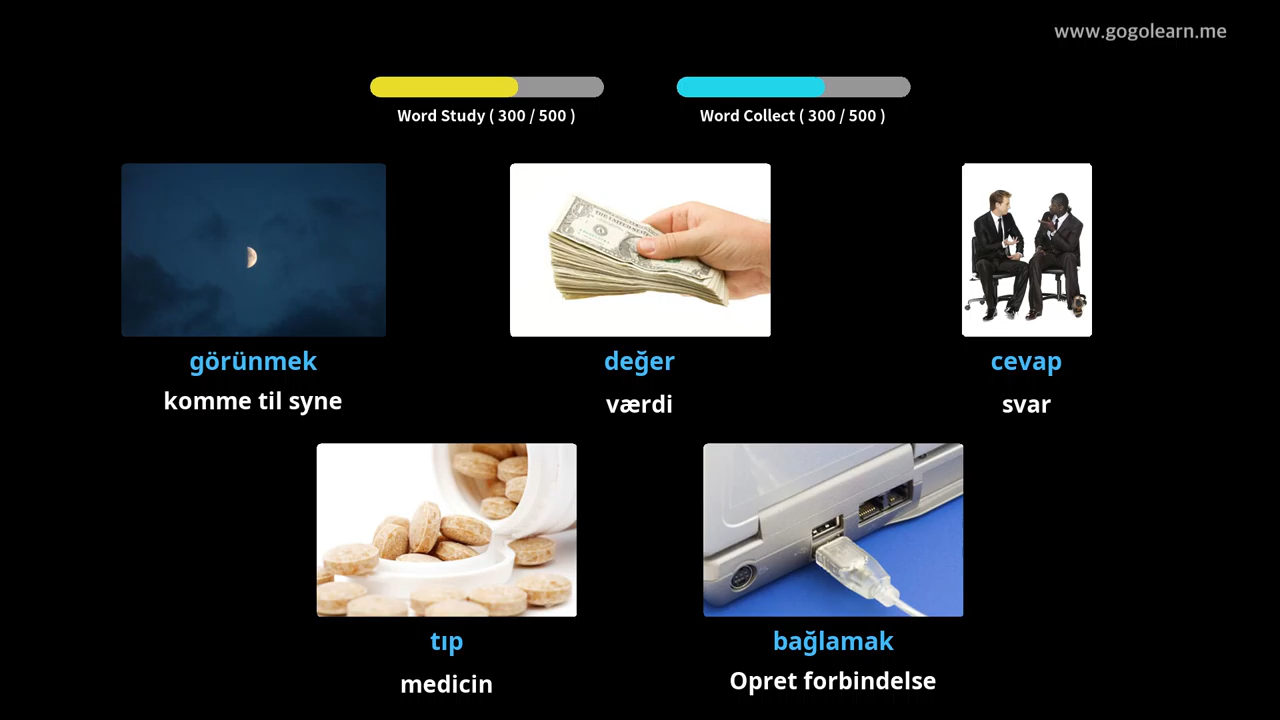 www.gogolearn.me
Word Study ( 300 / 500 )
Word Collect ( 300 / 500 )
görünmek
komme til syne
değer
værdi
cevap
svar
tıp
medicin
bağlamak
Opret forbindelse